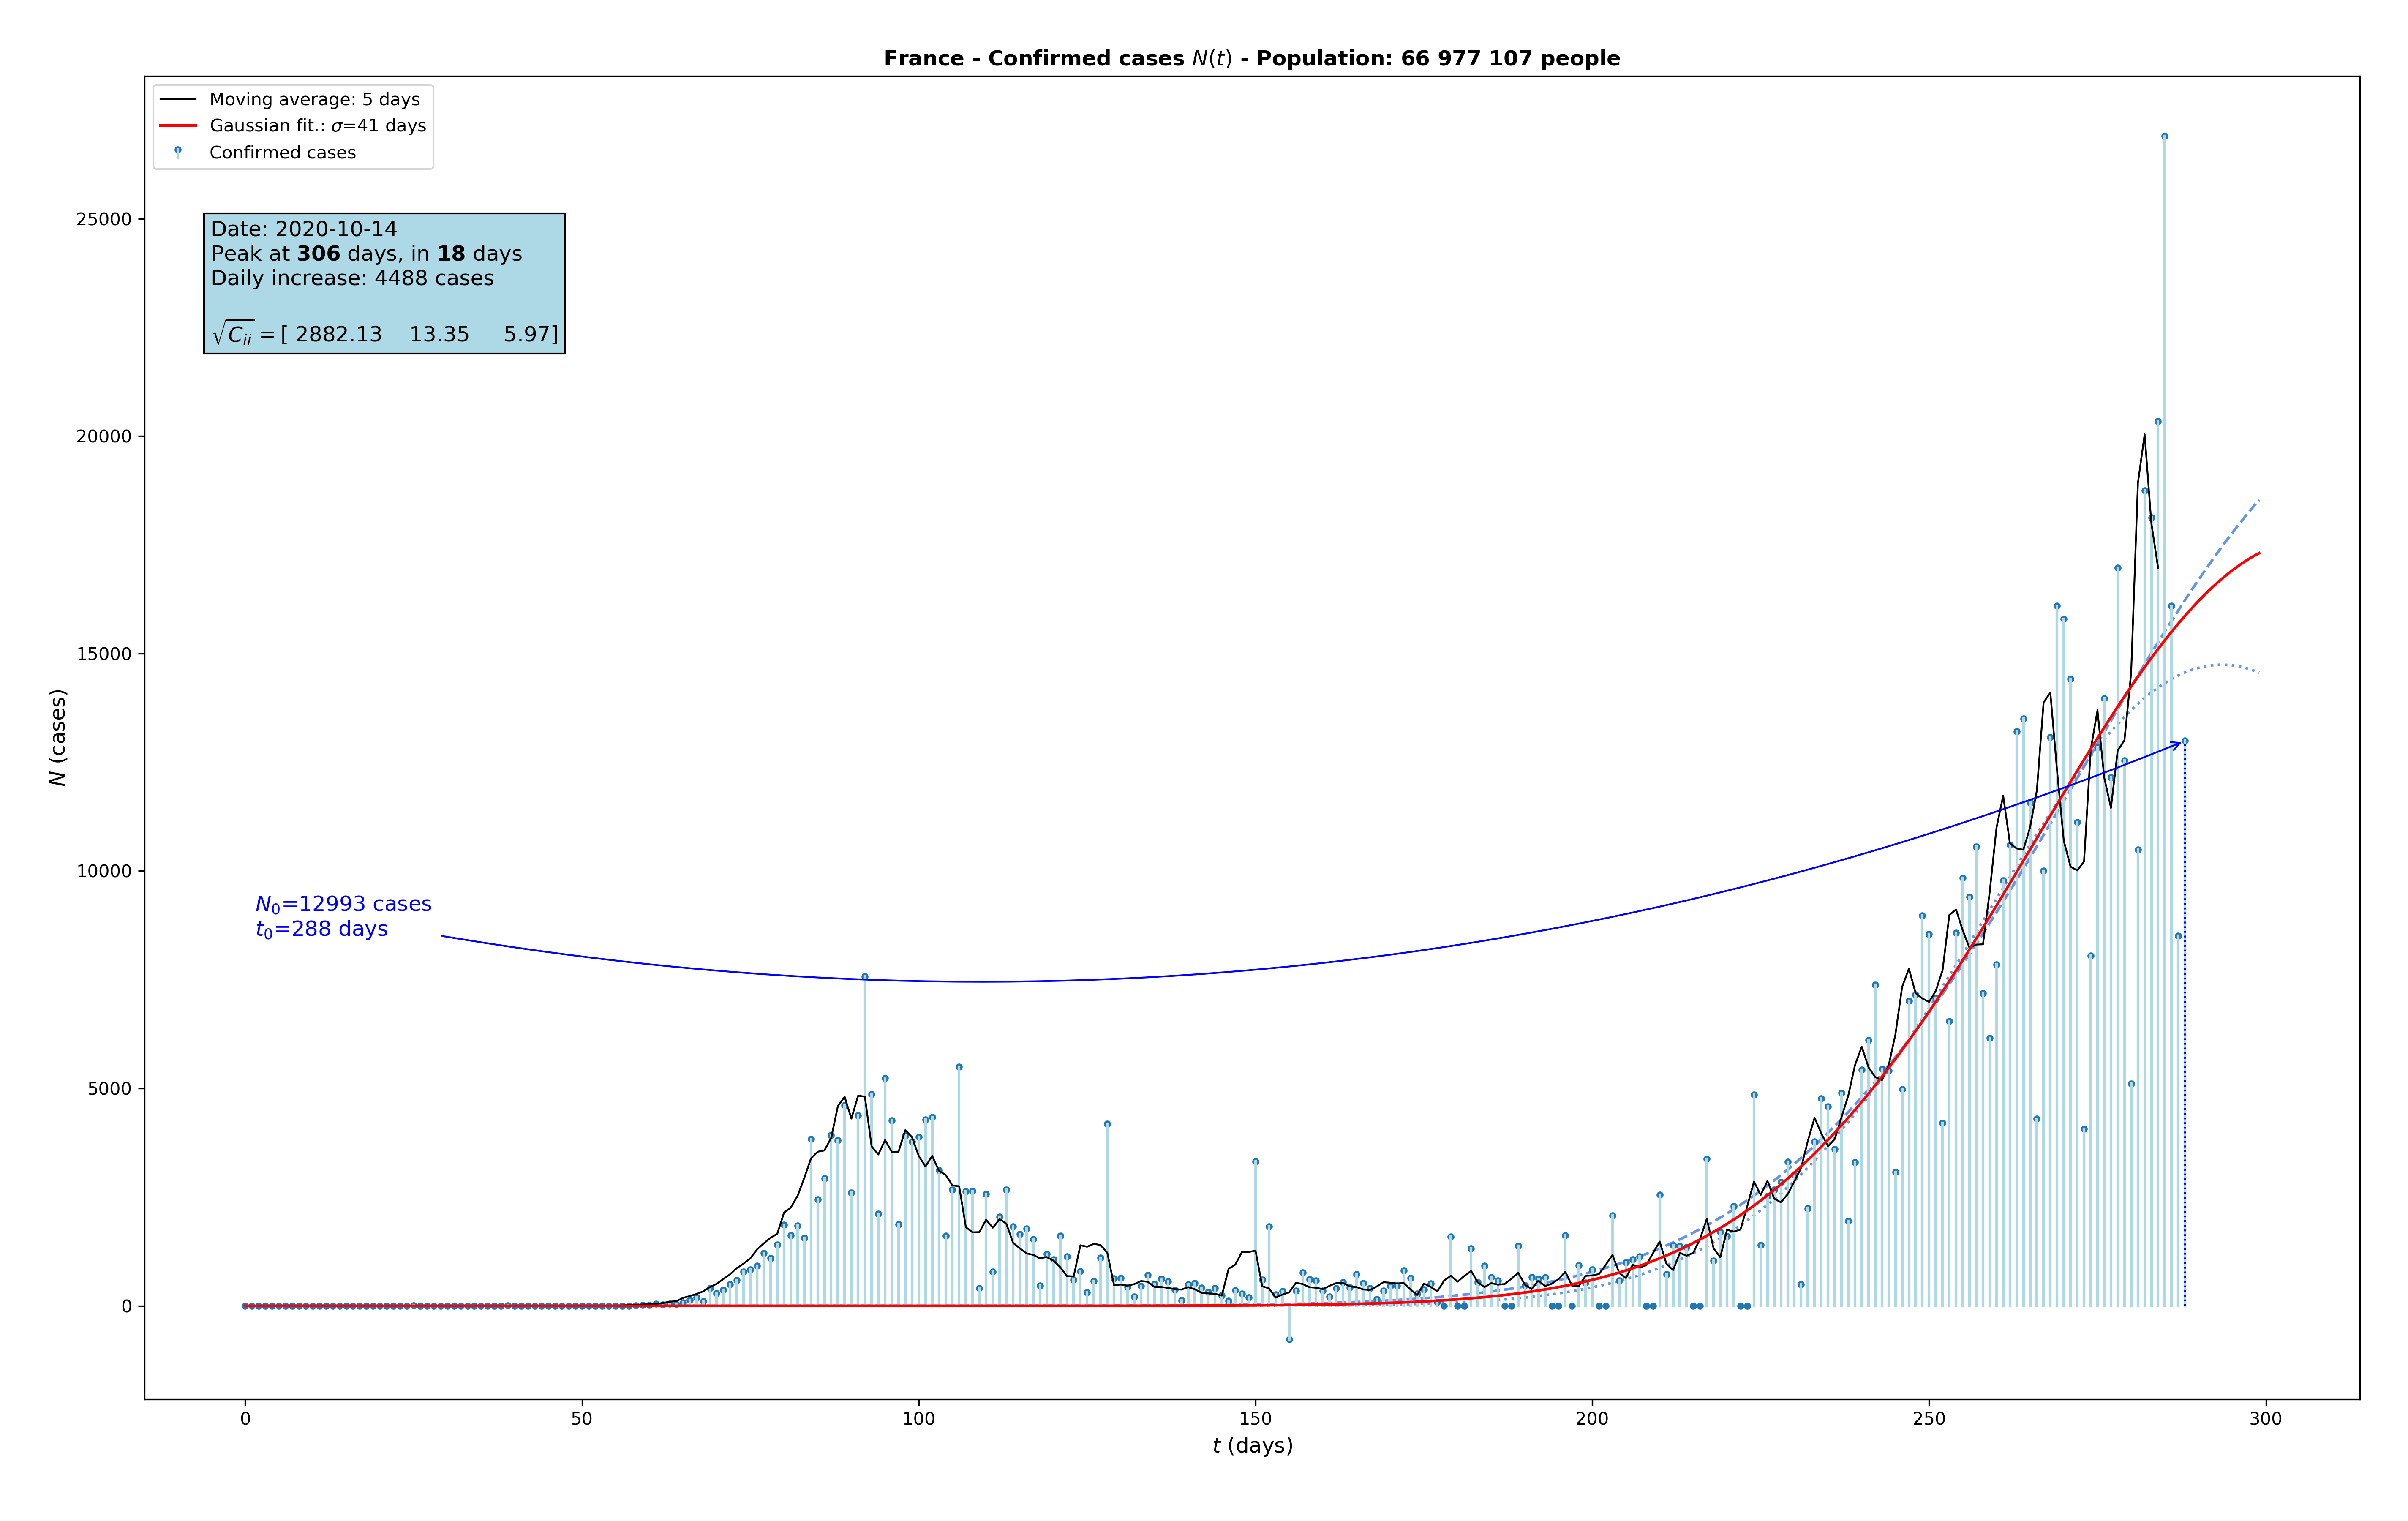 France - Confirmed cases N(t) - Population: 66 977 107 people
Moving average: 5 days
Gaussian fit.: σ=41 days
Confirmed cases
Date: 2020-10-14
Peak at 306 days, in 18 days
Daily increase: 4488 cases
√Cᵢᵢ = [ 2882.13 13.35 5.97]
N₀=12993 cases
t₀=288 days
N (cases)
25000
20000
15000
10000
5000
0
0 50 100 150 200 250 300
t (days)